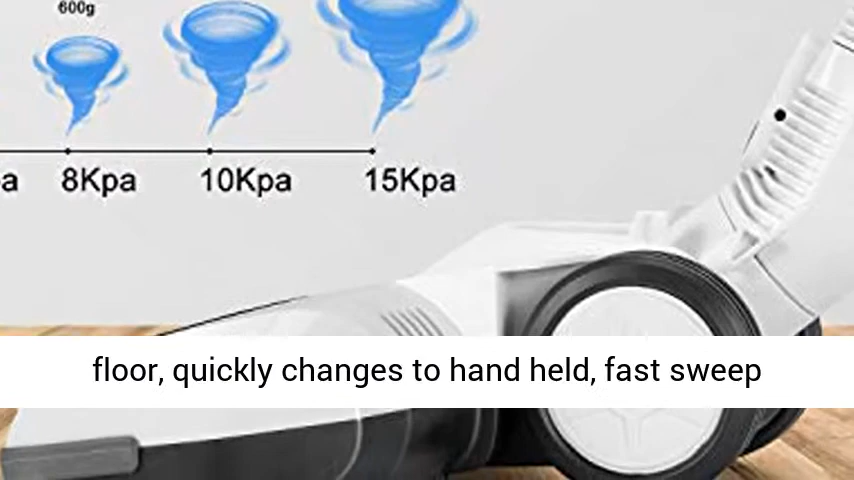 600g
a 8Kpa 10Kpa 15Kpa
floor, quickly changes to hand held, fast sweep